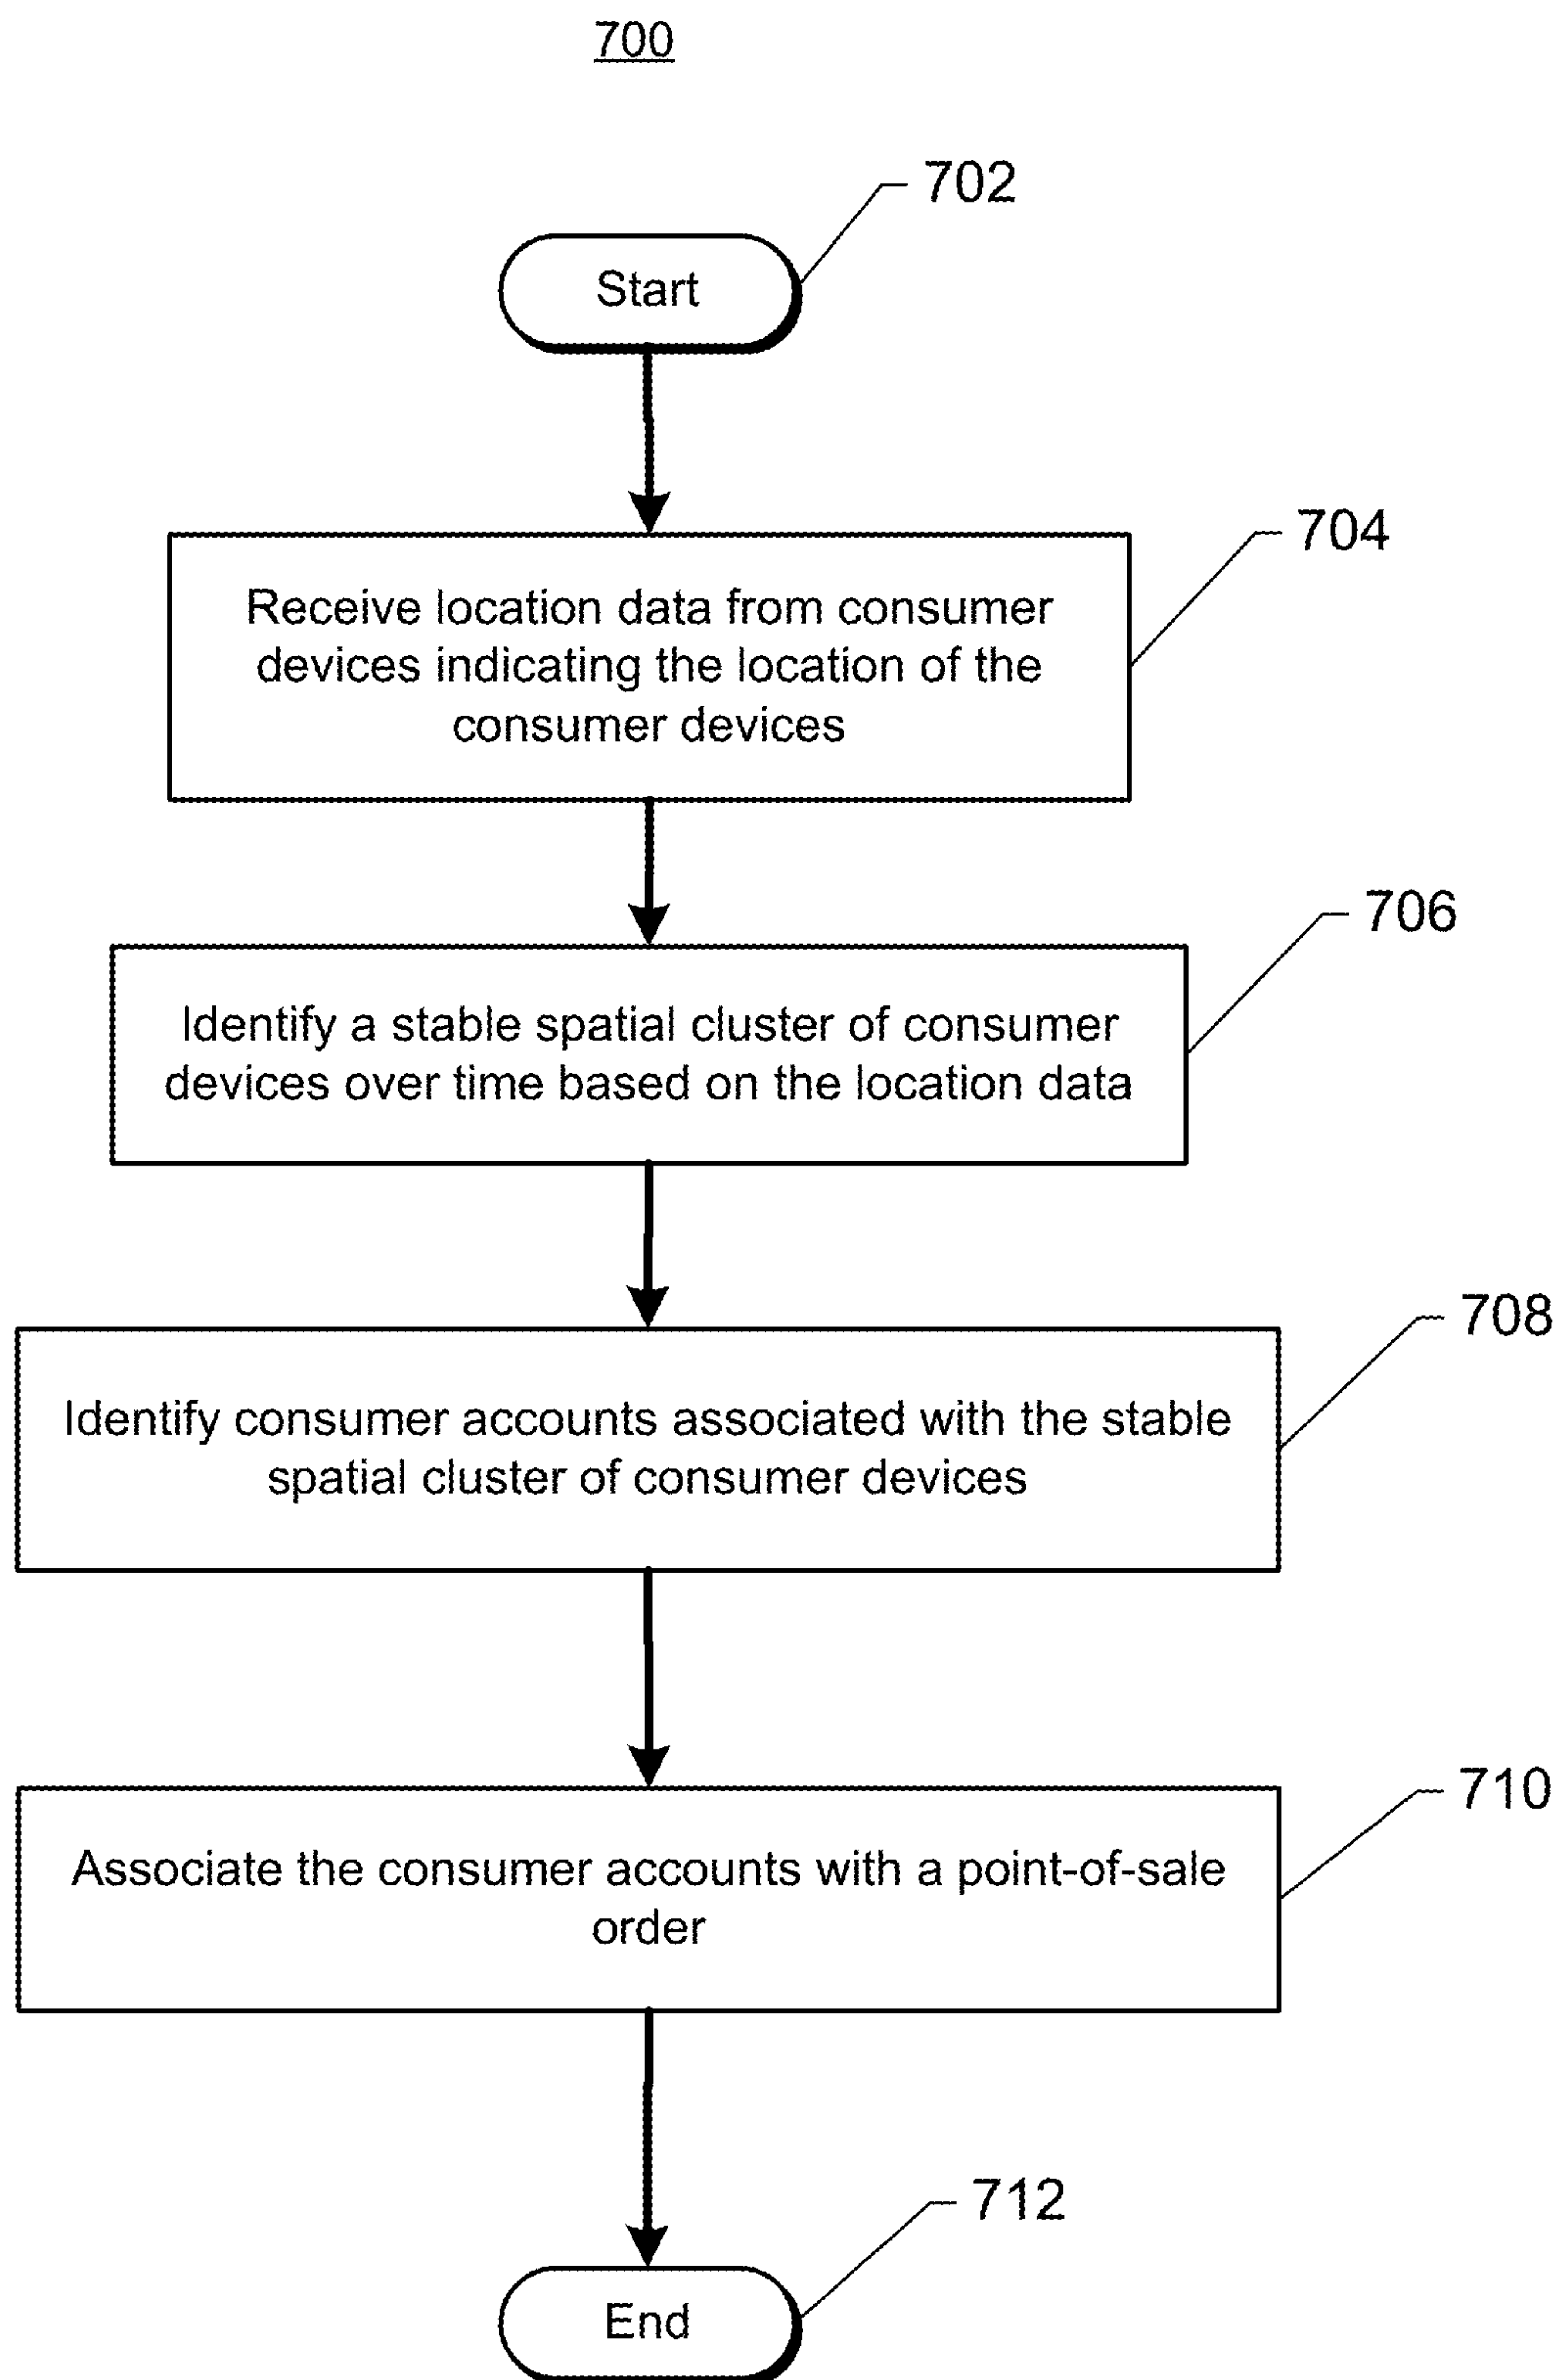 700
702
Start
704
Receive location data from consumer
devices indicating the location of the
consumer devices
706
Identify a stable spatial cluster of consumer
devices over time based on the location data
708
Identify consumer accounts associated with the stable
spatial cluster of consumer devices
710
Associate the consumer accounts with a point-of-sale
order
712
End